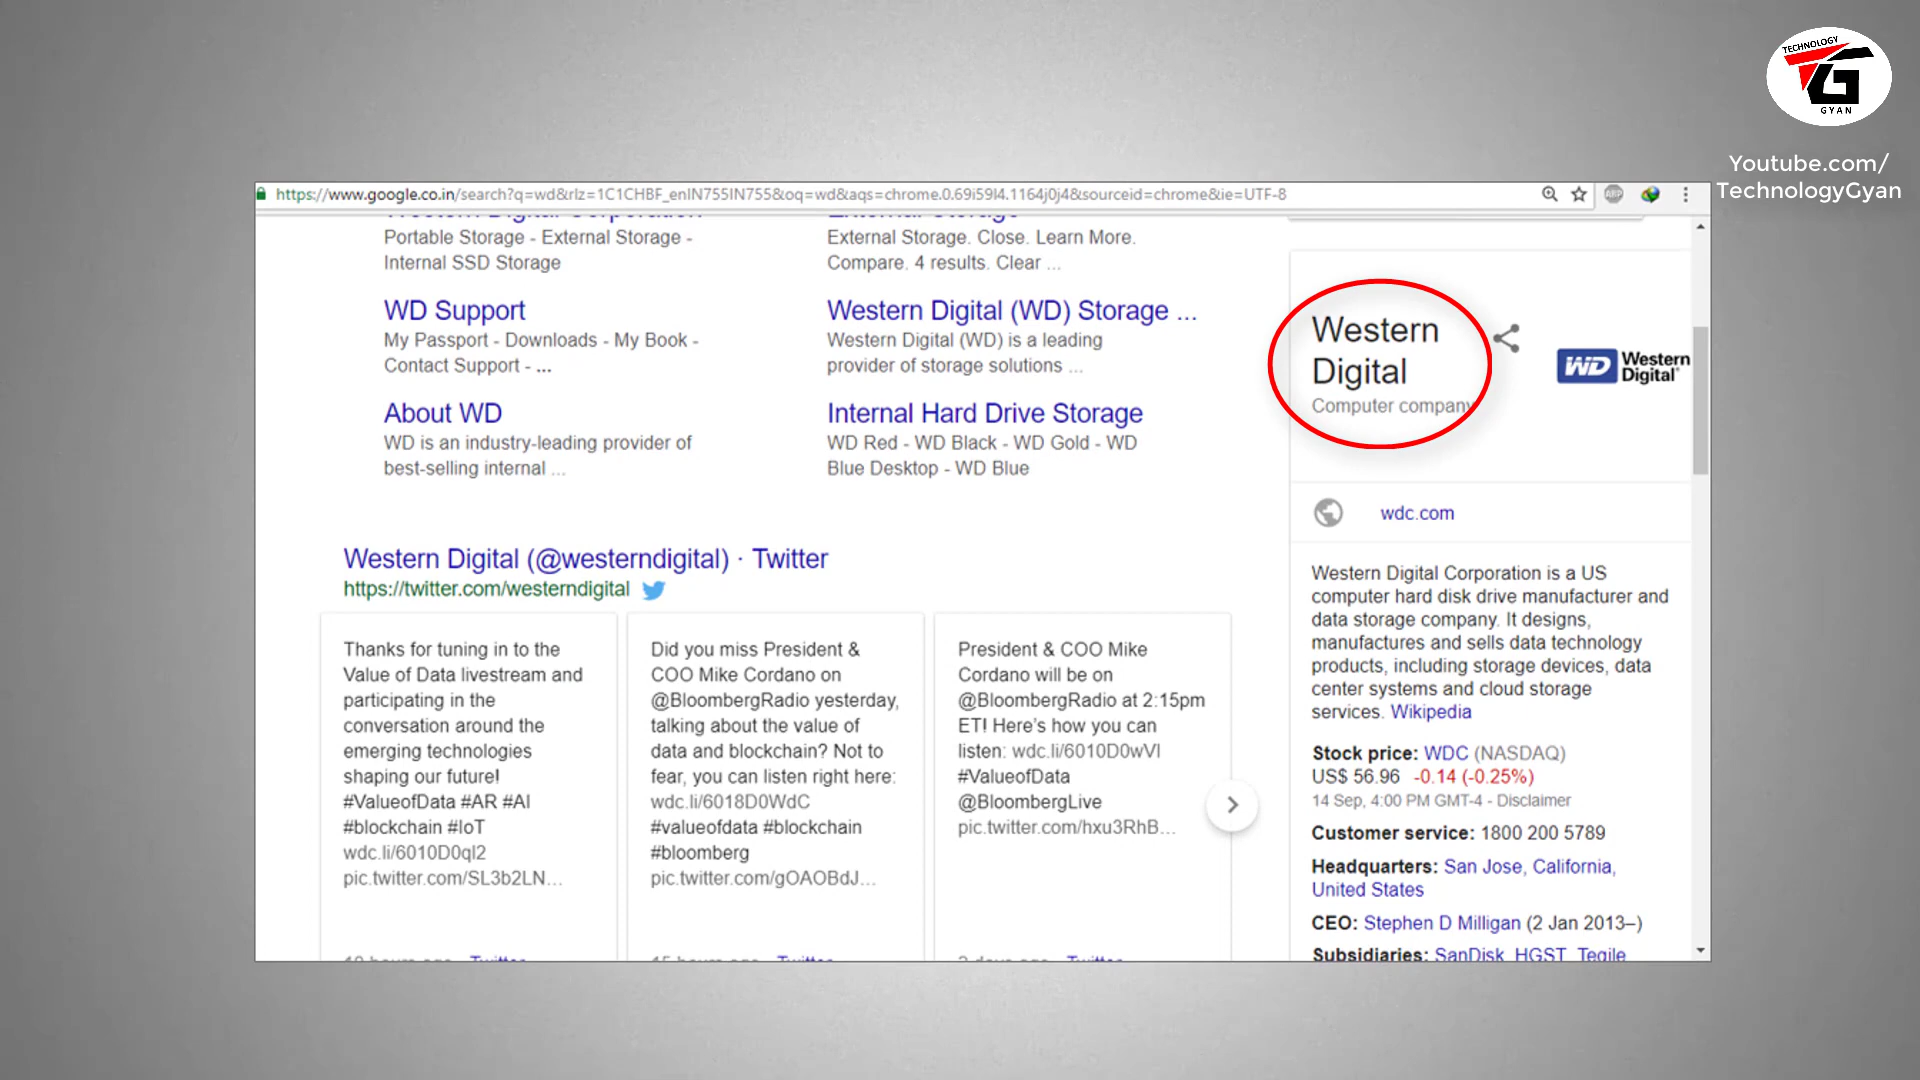 TECHNOLOGY
TG
GYAN
Youtube.com/
TechnologyGyan
https://www.google.co.in/search?q=wd&rlz=1C1CHBF_enIN755IN755&oq=wd&aqs=chrome.0.69i59l4.1164j0j4&sourceid=chrome&ie=UTF-8
ABP
Western Digital Corporation
Portable Storage - External Storage -
Internal SSD Storage
External Storage
External Storage. Close. Learn More.
Compare. 4 results. Clear ...
WD Support
My Passport - Downloads - My Book -
Contact Support - ...
Western Digital (WD) Storage ...
Western Digital (WD) is a leading
provider of storage solutions ...
About WD
WD is an industry-leading provider of
best-selling internal ...
Internal Hard Drive Storage
WD Red - WD Black - WD Gold - WD
Blue Desktop - WD Blue
Western Digital (@westerndigital) · Twitter
https://twitter.com/westerndigital
Thanks for tuning in to the
Value of Data livestream and
participating in the
conversation around the
emerging technologies
shaping our future!
#ValueofData #AR #AI
#blockchain #IoT
wdc.li/6010D0ql2
pic.twitter.com/SL3b2LN...
Twitter
Did you miss President &
COO Mike Cordano on
@BloombergRadio yesterday,
talking about the value of
data and blockchain? Not to
fear, you can listen right here:
wdc.li/6018D0WdC
#valueofdata #blockchain
#bloomberg
pic.twitter.com/gOAOBdJ...
15 hours ago - Twitter
President & COO Mike
Cordano will be on
@BloombergRadio at 2:15pm
ET! Here's how you can
listen: wdc.li/6010D0wVl
#ValueofData
@BloombergLive
pic.twitter.com/hxu3RhB...
2 days ago - Twitter
Western
Digital
Computer company
WD Western
Digital®
wdc.com
Western Digital Corporation is a US
computer hard disk drive manufacturer and
data storage company. It designs,
manufactures and sells data technology
products, including storage devices, data
center systems and cloud storage
services. Wikipedia
Stock price: WDC (NASDAQ)
US$ 56.96 -0.14 (-0.25%)
14 Sep, 4:00 PM GMT-4 - Disclaimer
Customer service: 1800 200 5789
Headquarters: San Jose, California,
United States
CEO: Stephen D Milligan (2 Jan 2013–)
Subsidiaries: SanDisk, HGST, Tegile